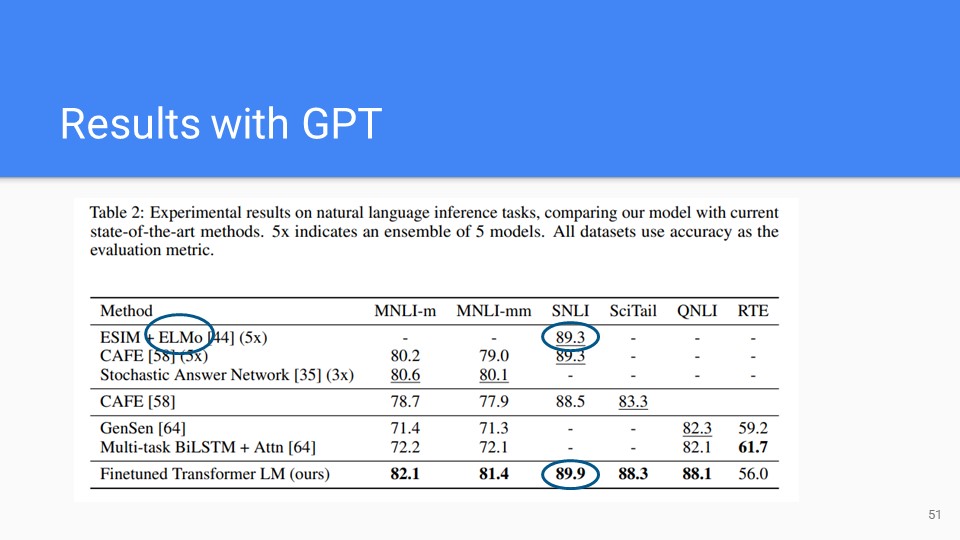 Results with GPT
Table 2: Experimental results on natural language inference tasks, comparing our model with current
state-of-the-art methods. 5x indicates an ensemble of 5 models. All datasets use accuracy as the
evaluation metric.
Method MNLI-m MNLI-mm SNLI SciTail QNLI RTE
ESIM + ELMo [44] (5x) - - 89.3 - - -
CAFE [58] (5x) 80.2 79.0 89.3 - - -
Stochastic Answer Network [35] (3x) 80.6 80.1 - - - -
CAFE [58] 78.7 77.9 88.5 83.3
GenSen [64] 71.4 71.3 - - 82.3 59.2
Multi-task BiLSTM + Attn [64] 72.2 72.1 - - 82.1 61.7
Finetuned Transformer LM (ours) 82.1 81.4 89.9 88.3 88.1 56.0
51